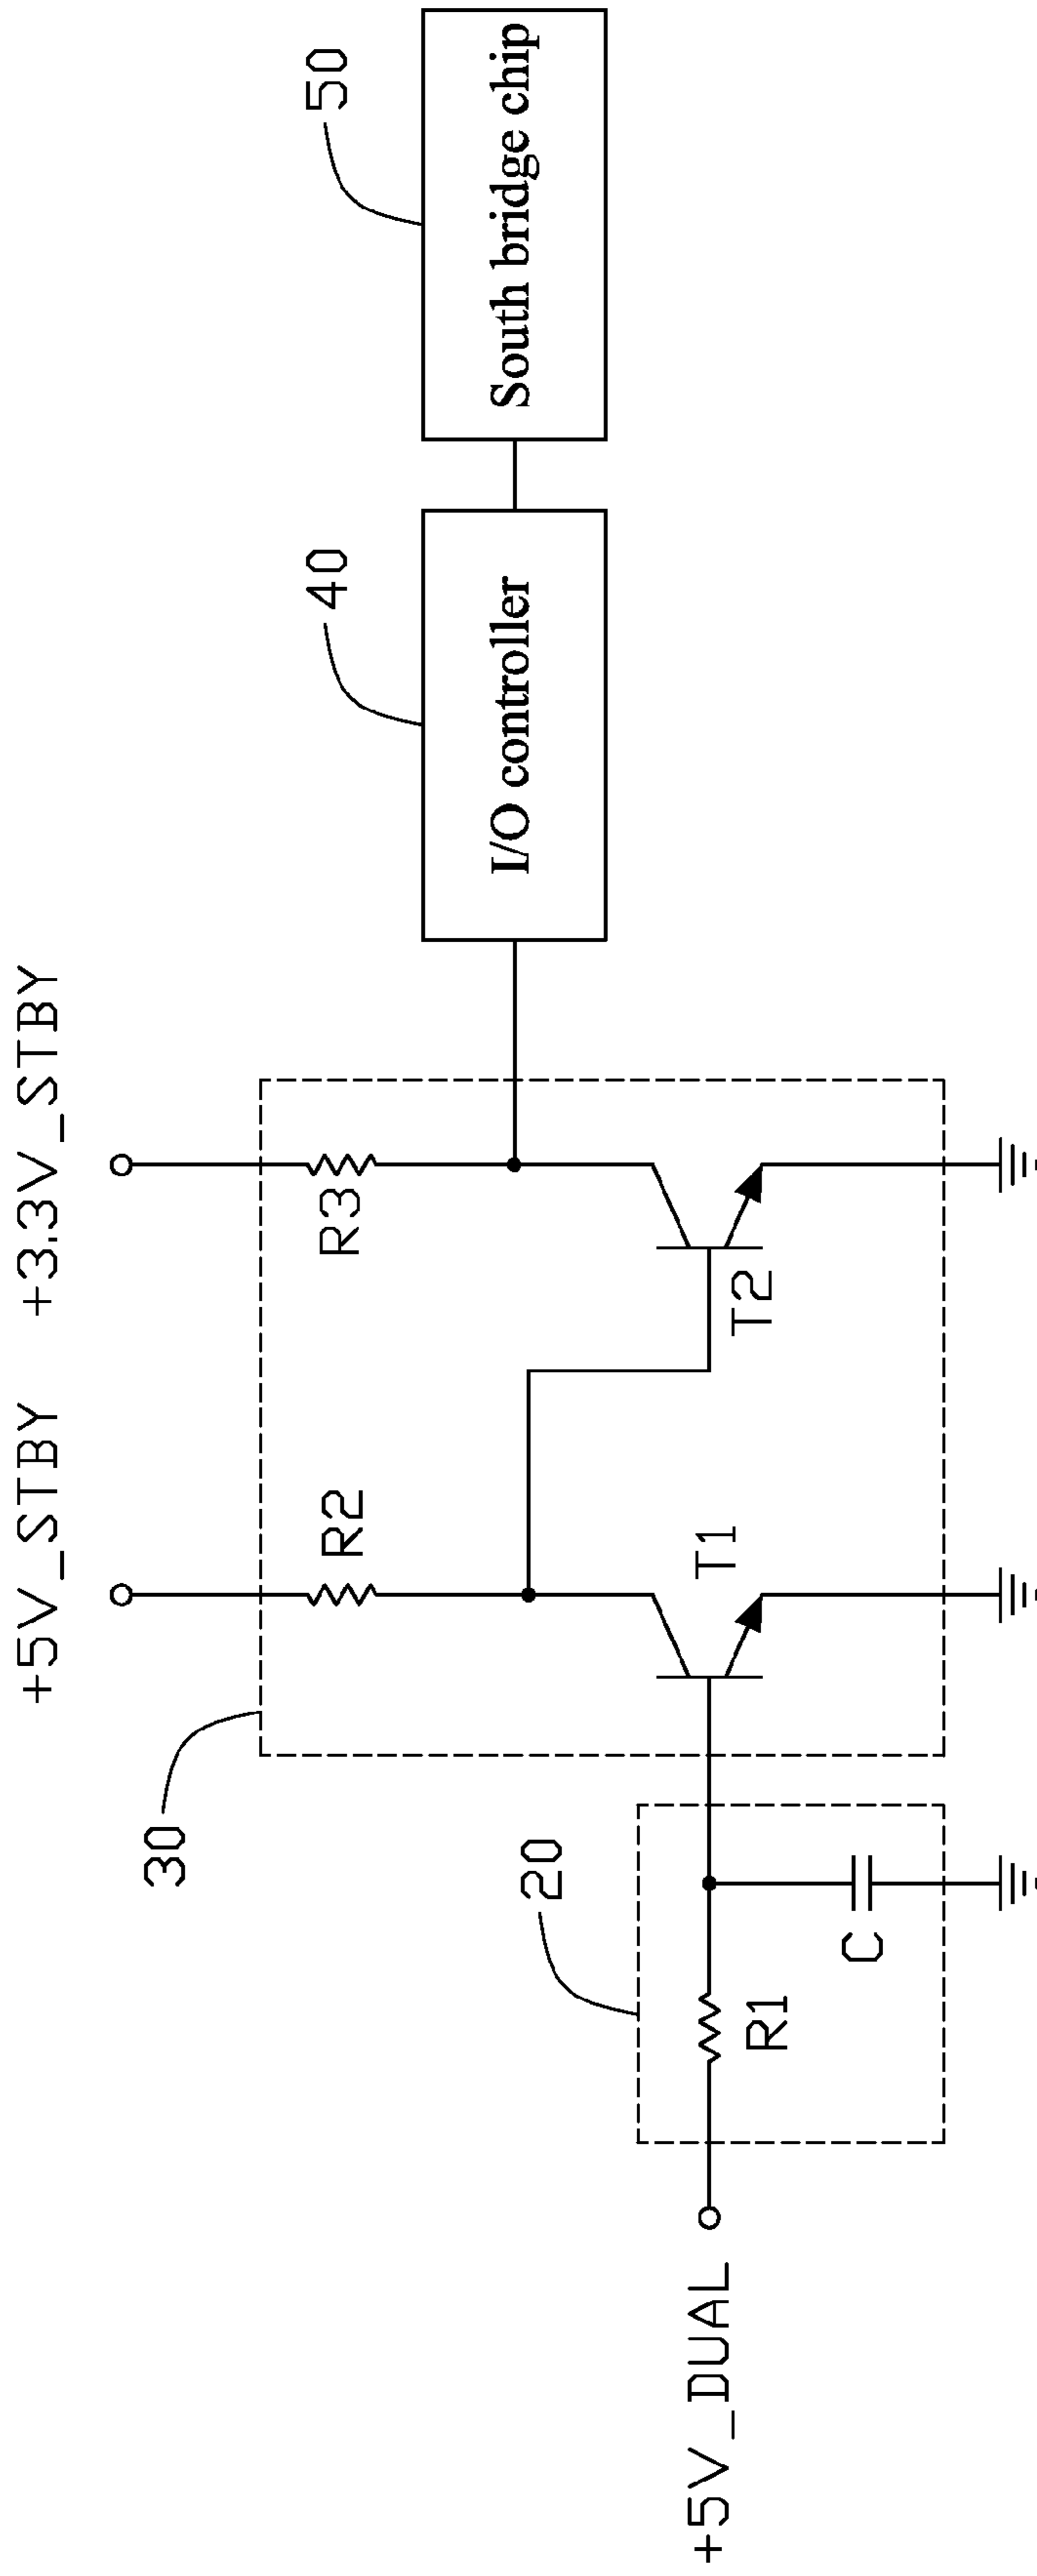 +5V_STBY
+3.3V_STBY
30
R2
R3
40
50
I/O controller
South bridge chip
20
T1
T2
+5V_DUAL
R1
C